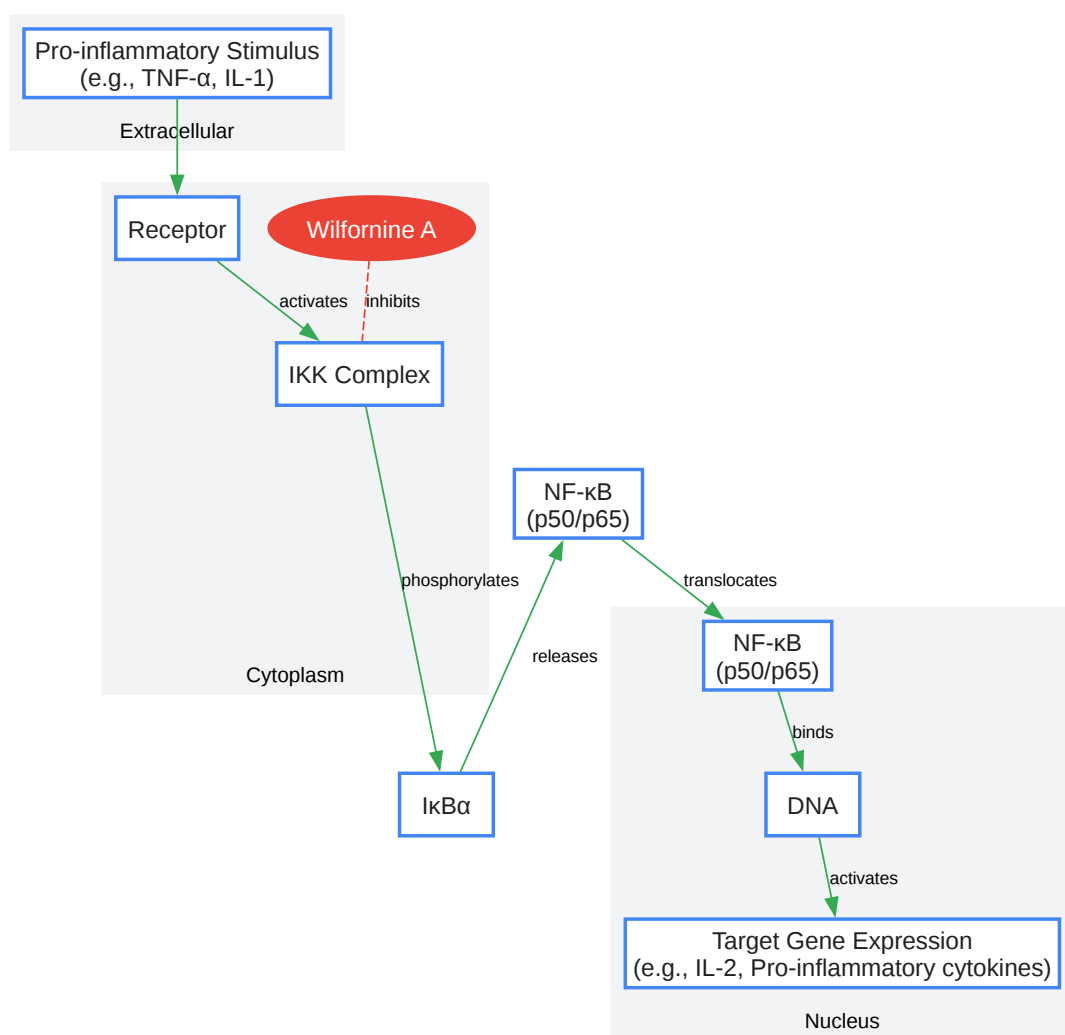 Pro-inflammatory Stimulus
(e.g., TNF-α, IL-1)
Extracellular
Receptor
Wilfornine A
activates
inhibits
IKK Complex
NF-κB
(p50/p65)
phosphorylates
translocates
releases
NF-κB
(p50/p65)
Cytoplasm
binds
IκBα
DNA
activates
Target Gene Expression
(e.g., IL-2, Pro-inflammatory cytokines)
Nucleus